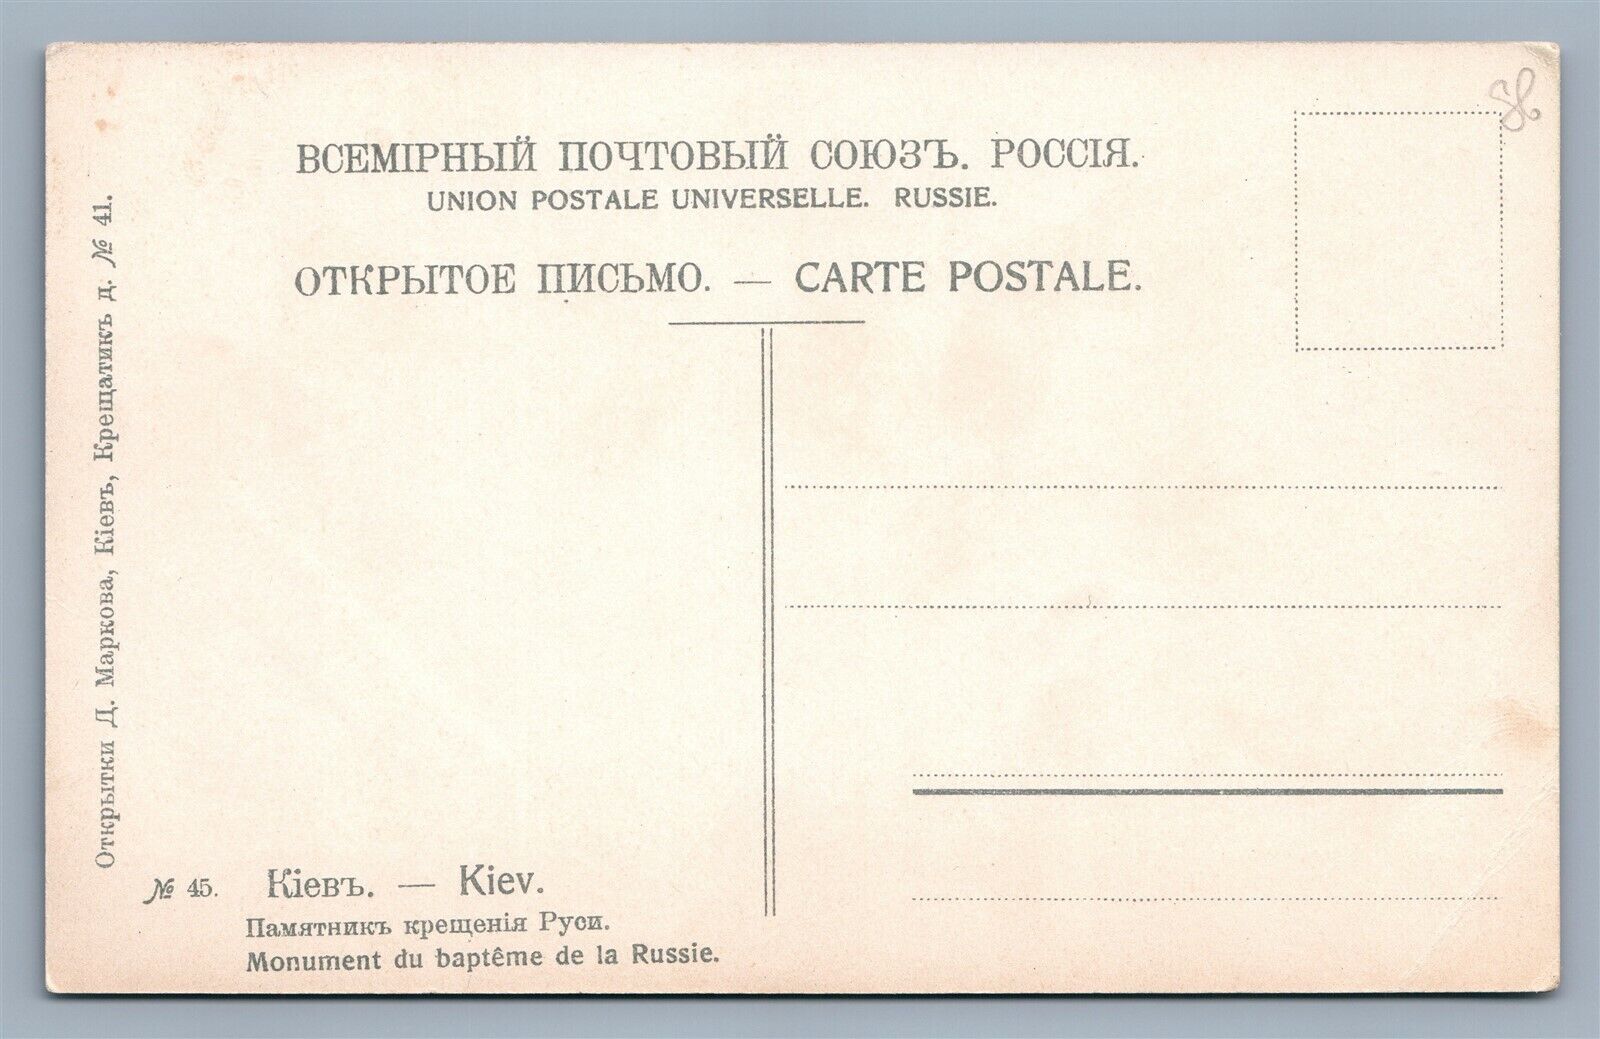 ВСЕМІРНЫЙ ПОЧТОВЫЙ СОЮЗЪ. РОССІЯ.
UNION POSTALE UNIVERSELLE. RUSSIE.
ОТКРЫТОЕ ПИСЬМО. — CARTE POSTALE.
Открытки Д. Маркова, Кіевъ, Крещатикъ д. № 41.
№ 45. Кіевъ. — Kiev.
Памятникъ крещенія Руси.
Monument du baptême de la Russie.